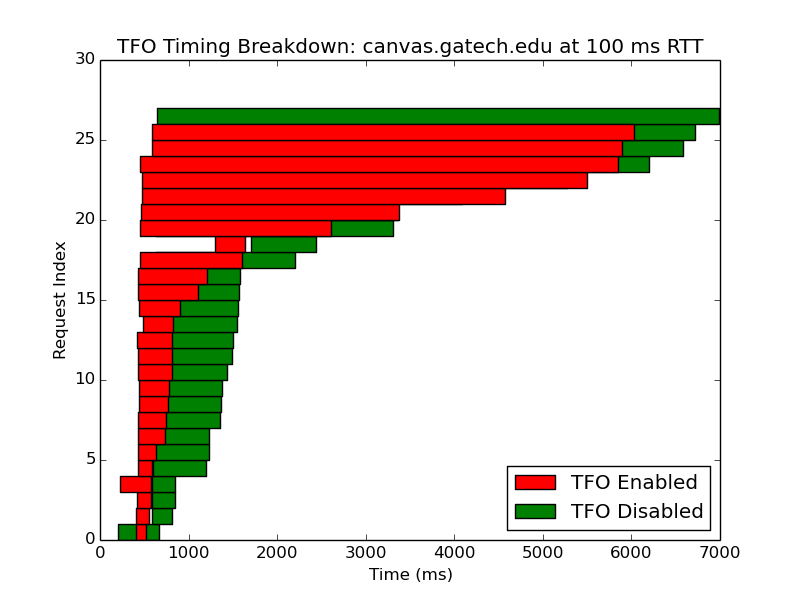 TFO Timing Breakdown: canvas.gatech.edu at 100 ms RTT
30
25
20
15
10
5
0
Request Index
TFO Enabled
TFO Disabled
0 1000 2000 3000 4000 5000 6000 7000
Time (ms)